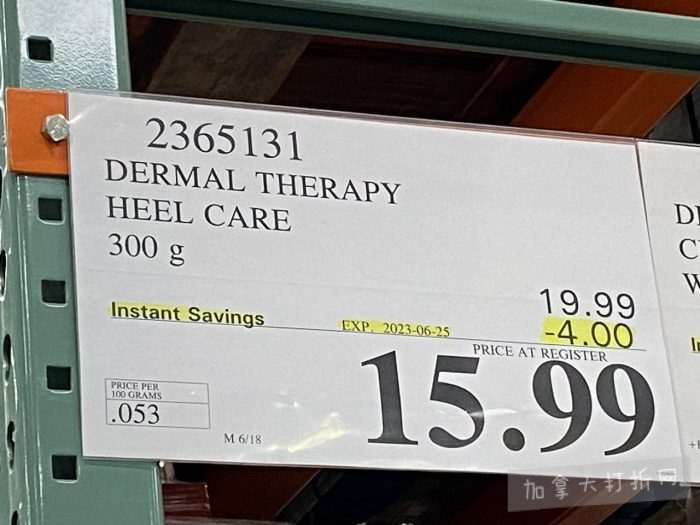 2365131
DERMAL THERAPY
HEEL CARE
300 g
19.99
Instant Savings EXP. 2023-06-25 -4.00
PRICE AT REGISTER
15.99
PRICE PER
100 GRAMS
.053
M 6/18
加拿大打折网